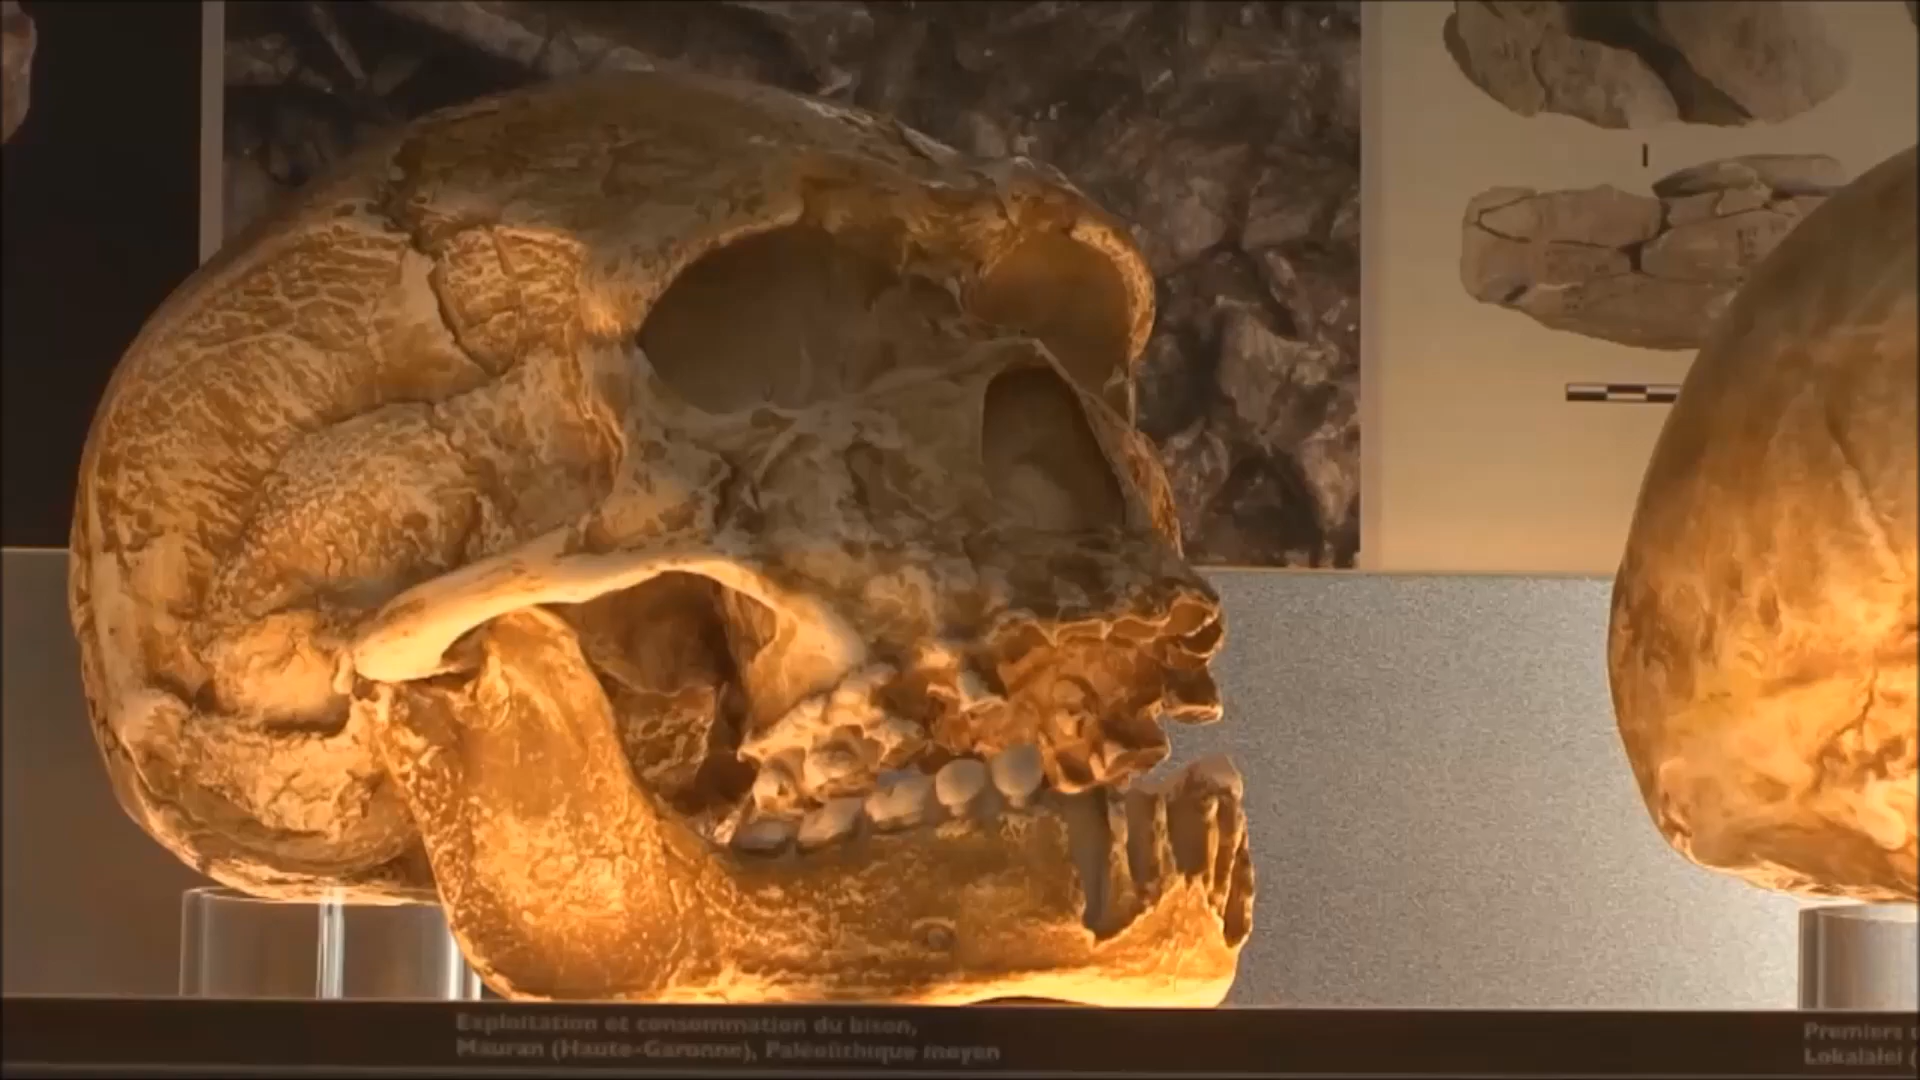 Exploitation et consommation du bison,
Mauran (Haute-Garonne), Paléolithique moyen
Premiers
Lokalalei (